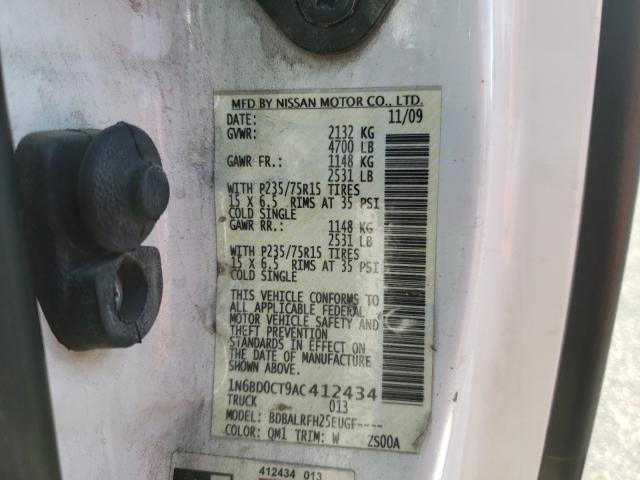 MFD BY NISSAN MOTOR CO., LTD.
DATE: 11/09
GVWR: 2132 KG
4700 LB
GAWR FR.: 1148 KG
2531 LB
WITH P235/75R15 TIRES
15 X 6.5 RIMS AT 35 PSI
COLD SINGLE
GAWR RR.: 1148 KG
2531 LB
WITH P235/75R15 TIRES
15 X 6.5 RIMS AT 35 PSI
COLD SINGLE
THIS VEHICLE CONFORMS TO
ALL APPLICABLE FEDERAL
MOTOR VEHICLE SAFETY AND
THEFT PREVENTION
STANDARDS IN EFFECT ON
THE DATE OF MANUFACTURE
SHOWN ABOVE.
1N6BD0CT9AC412434
TRUCK 013
MODEL: BDBALRFH25EUGF----
COLOR: QM1 TRIM: W ZS00A
412434 013